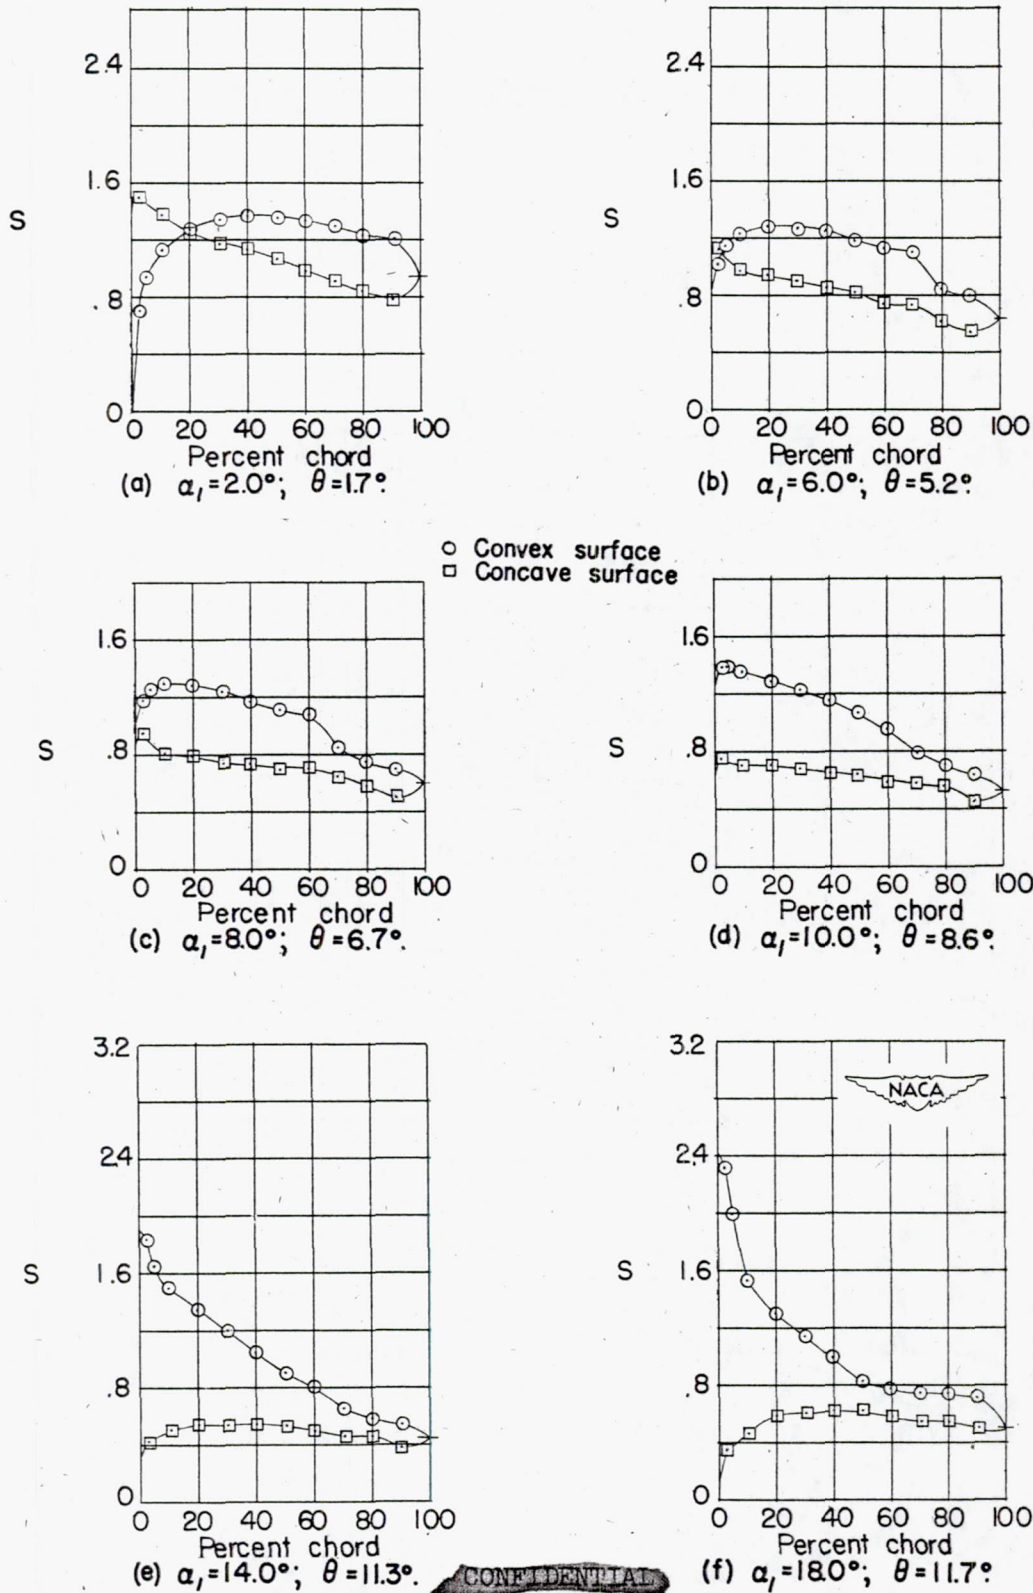 2.4
1.6
S
.8
0
0 20 40 60 80 100
Percent chord
(a) α₁=2.0°; θ=1.7°.
2.4
1.6
S
.8
0
0 20 40 60 80 100
Percent chord
(b) α₁=6.0°; θ=5.2°.
○ Convex surface
□ Concave surface
1.6
S
.8
0
0 20 40 60 80 100
Percent chord
(c) α₁=8.0°; θ=6.7°.
1.6
S
.8
0
0 20 40 60 80 100
Percent chord
(d) α₁=10.0°; θ=8.6°.
3.2
2.4
S
1.6
.8
0
0 20 40 60 80 100
Percent chord
(e) α₁=14.0°; θ=11.3°.
3.2
NACA
2.4
S
1.6
.8
0
0 20 40 60 80 100
Percent chord
(f) α₁=18.0°; θ=11.7°.
CONFIDENTIAL